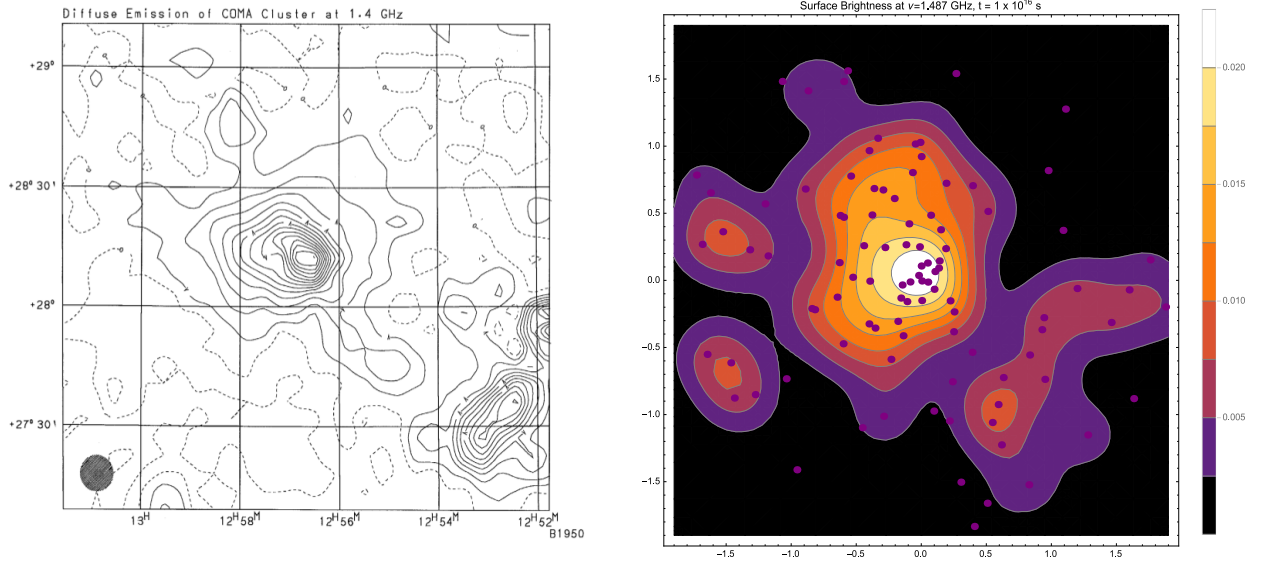 Diffuse Emission of COMA Cluster at 1.4 GHz
+29°
+28° 30'
+28°
+27° 30'
13H
12H 58M
12H 56M
12H 54M
12H 52M
B1950
Surface Brightness at ν=1.487 GHz, t = 1 x 10¹⁶ s
1.5
1.0
0.5
0.0
−0.5
−1.0
−1.5
−1.5
−1.0
−0.5
0.0
0.5
1.0
1.5
0.020
0.015
0.010
0.005